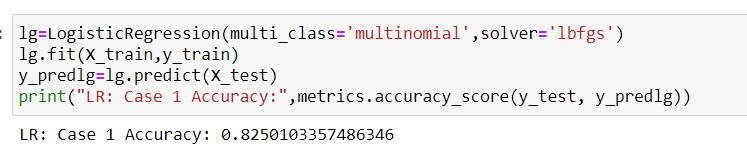 :
lg=LogisticRegression(multi_class='multinomial',solver='lbfgs')
lg.fit(X_train,y_train)
y_predlg=lg.predict(X_test)
print("LR: Case 1 Accuracy:",metrics.accuracy_score(y_test, y_predlg))
LR: Case 1 Accuracy: 0.8250103357486346